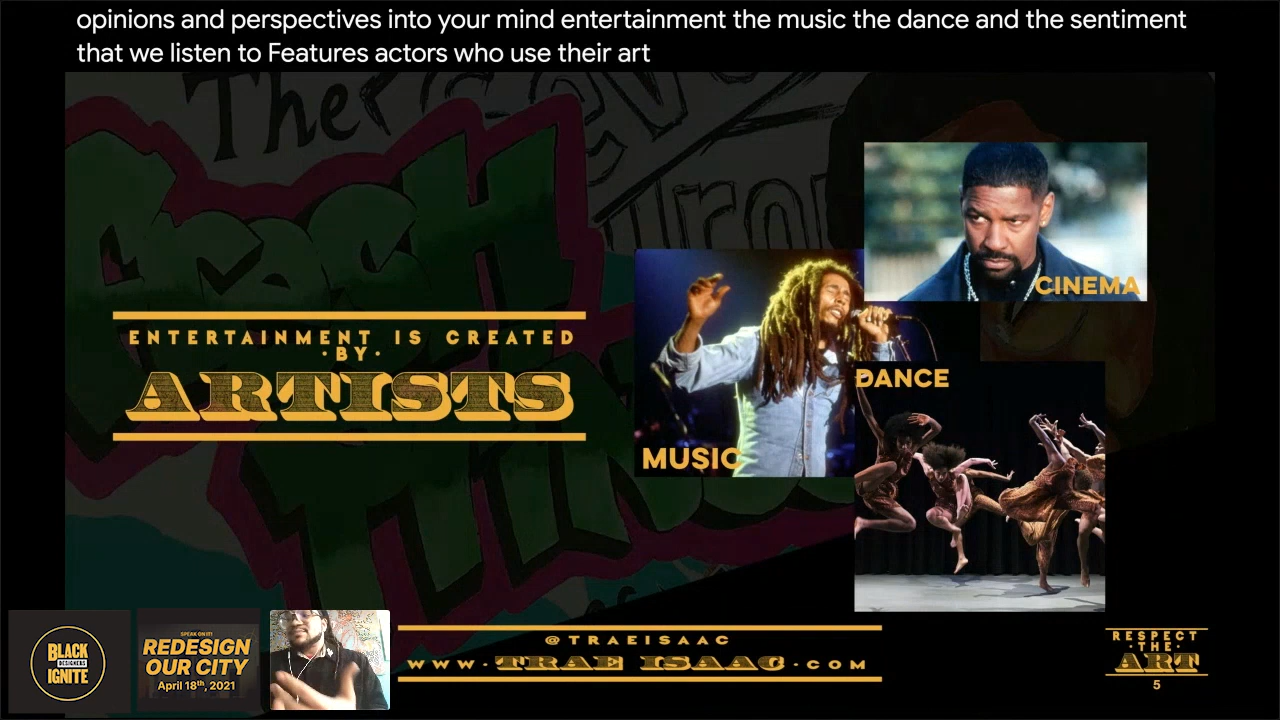 opinions and perspectives into your mind entertainment the music the dance and the sentiment
that we listen to Features actors who use their art
The
CRASH
ENTERTAINMENT IS CREATED
·BY·
ARTISTS
CINEMA
MUSIC
DANCE
BLACK
DESIGNERS
IGNITE
SPEAK ON IT!
REDESIGN
OUR CITY
April 18th, 2021
@TRAEISAAC
WWW·TRAE ISAAC·COM
RESPECT
·THE·
ART
5